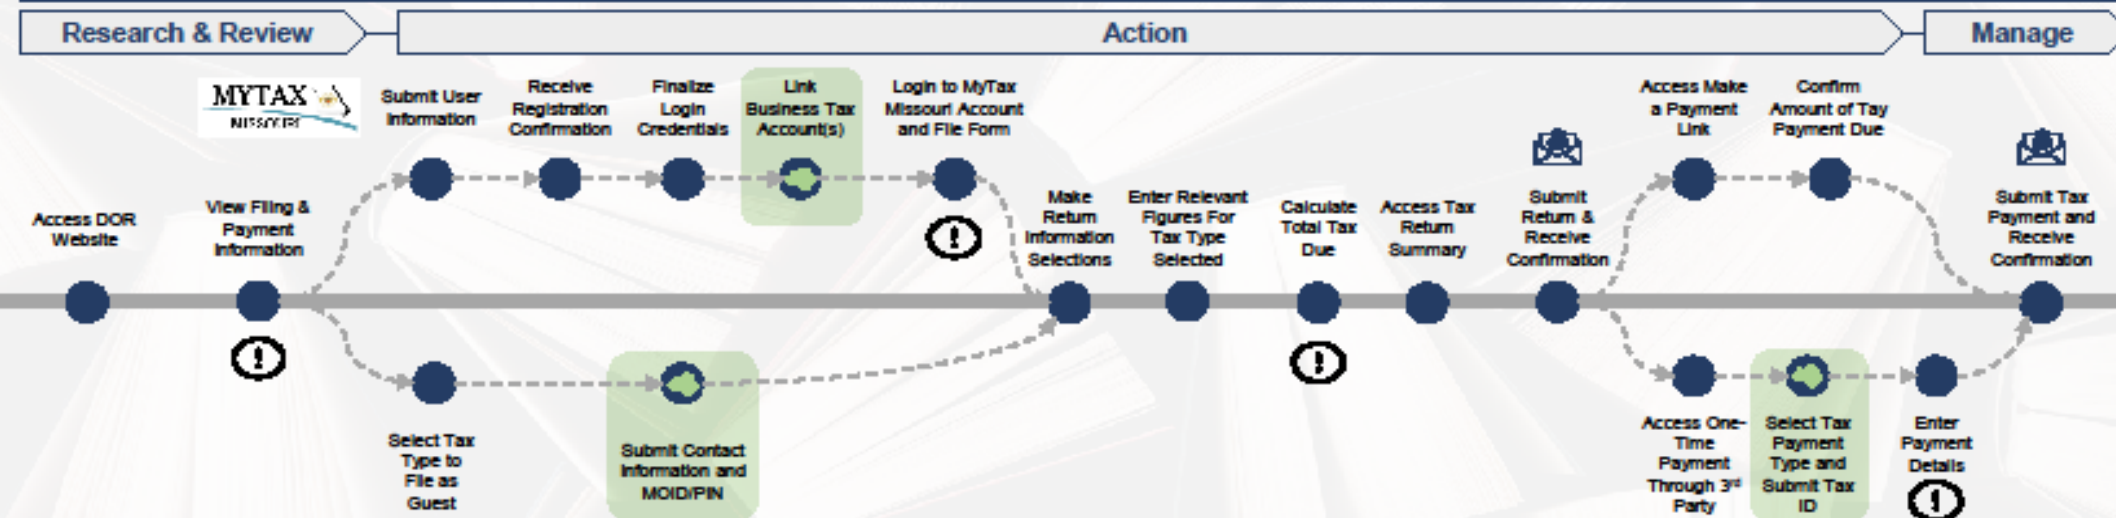 Research & Review
Action
Manage
MYTAX
MISSOURI
Submit User
Information
Receive
Registration
Confirmation
Finalize
Login
Credentials
Link
Business Tax
Account(s)
Login to MyTax
Missouri Account
and File Form
Access Make
a Payment
Link
Confirm
Amount of Tay
Payment Due
Access DOR
Website
View Filing &
Payment
Information
Make
Return
Information
Selections
Enter Relevant
Figures For
Tax Type
Selected
Calculate
Total Tax
Due
Access Tax
Return
Summary
Submit
Return &
Receive
Confirmation
Submit Tax
Payment and
Receive
Confirmation
Select Tax
Type to
File as
Guest
Submit Contact
Information and
MOID/PIN
Access One-
Time
Payment
Through 3rd
Party
Select Tax
Payment
Type and
Submit Tax
ID
Enter
Payment
Details